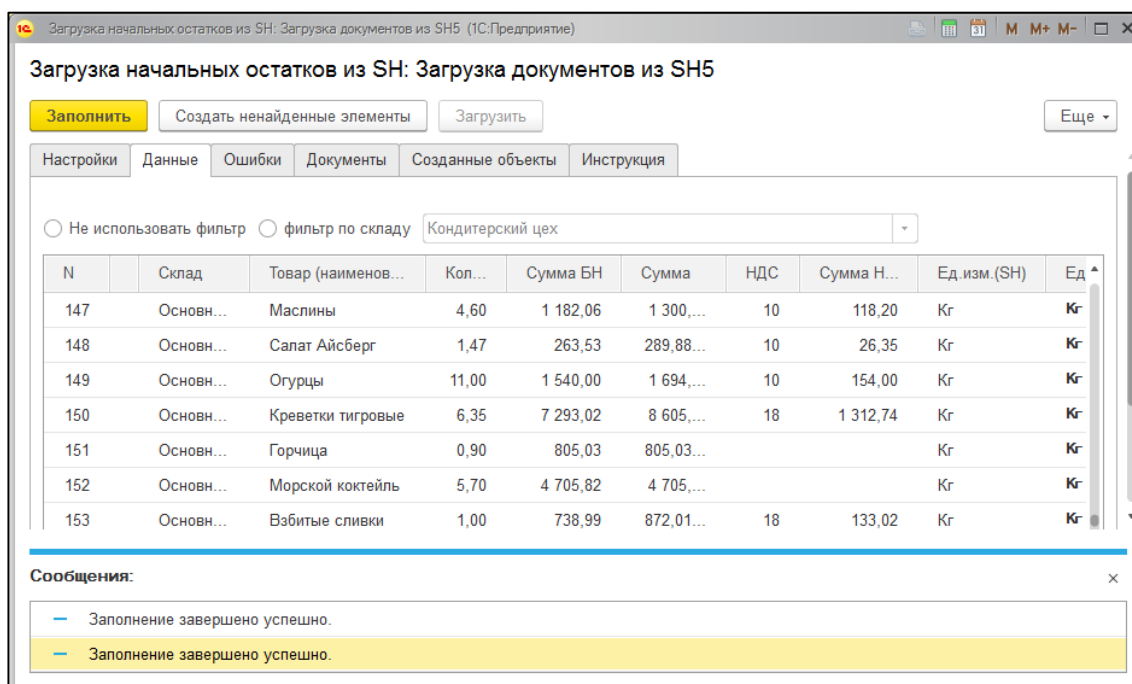 1С Загрузка начальных остатков из SH: Загрузка документов из SH5 (1С:Предприятие) 31 M M+ M-
Загрузка начальных остатков из SH: Загрузка документов из SH5
Заполнить Создать ненайденные элементы Загрузить Еще
Настройки Данные Ошибки Документы Созданные объекты Инструкция
Не использовать фильтр фильтр по складу Кондитерский цех
N Склад Товар (наименов... Кол... Сумма БН Сумма НДС Сумма Н... Ед.изм.(SH) Ед
147 Основн... Маслины 4,60 1 182,06 1 300,... 10 118,20 Кг Кг
148 Основн... Салат Айсберг 1,47 263,53 289,88... 10 26,35 Кг Кг
149 Основн... Огурцы 11,00 1 540,00 1 694,... 10 154,00 Кг Кг
150 Основн... Креветки тигровые 6,35 7 293,02 8 605,... 18 1 312,74 Кг Кг
151 Основн... Горчица 0,90 805,03 805,03... Кг Кг
152 Основн... Морской коктейль 5,70 4 705,82 4 705,... Кг Кг
153 Основн... Взбитые сливки 1,00 738,99 872,01... 18 133,02 Кг Кг
Сообщения:
Заполнение завершено успешно.
Заполнение завершено успешно.